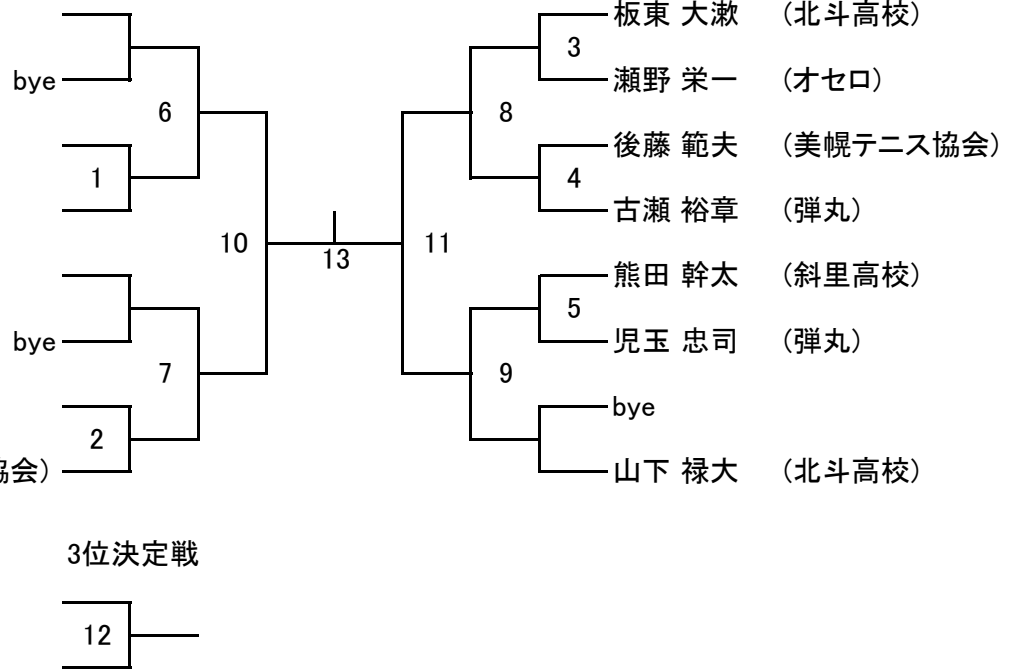 板東 大漱 (北斗高校)
3
bye 瀬野 栄一 (オセロ)
6 8
後藤 範夫 (美幌テニス協会)
1 4
古瀬 裕章 (弾丸)
10 11
13
熊田 幹太 (斜里高校)
5
bye 児玉 忠司 (弾丸)
7 9
bye
2
協会) 山下 禄大 (北斗高校)
3位決定戦
12